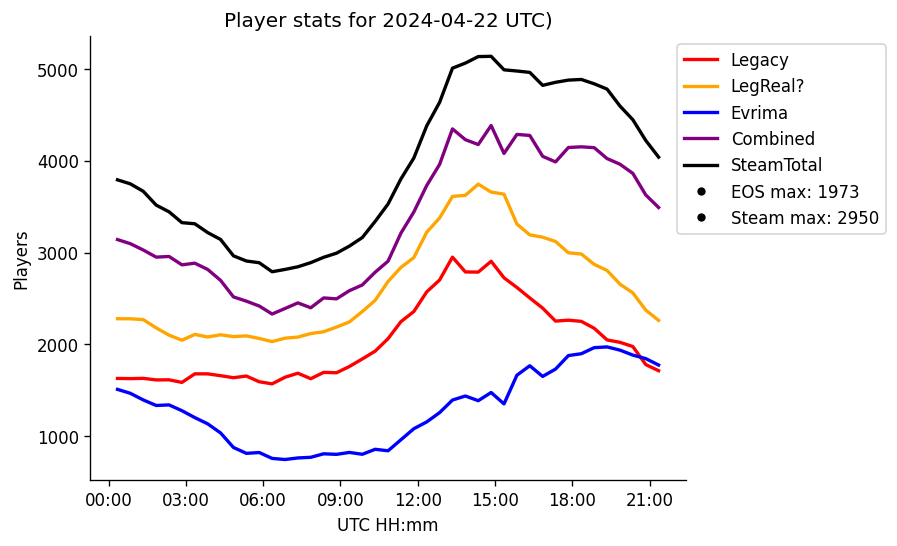 Player stats for 2024-04-22 UTC)
Legacy
LegReal?
Evrima
Combined
SteamTotal
EOS max: 1973
Steam max: 2950
Players
5000
4000
3000
2000
1000
00:00 03:00 06:00 09:00 12:00 15:00 18:00 21:00
UTC HH:mm